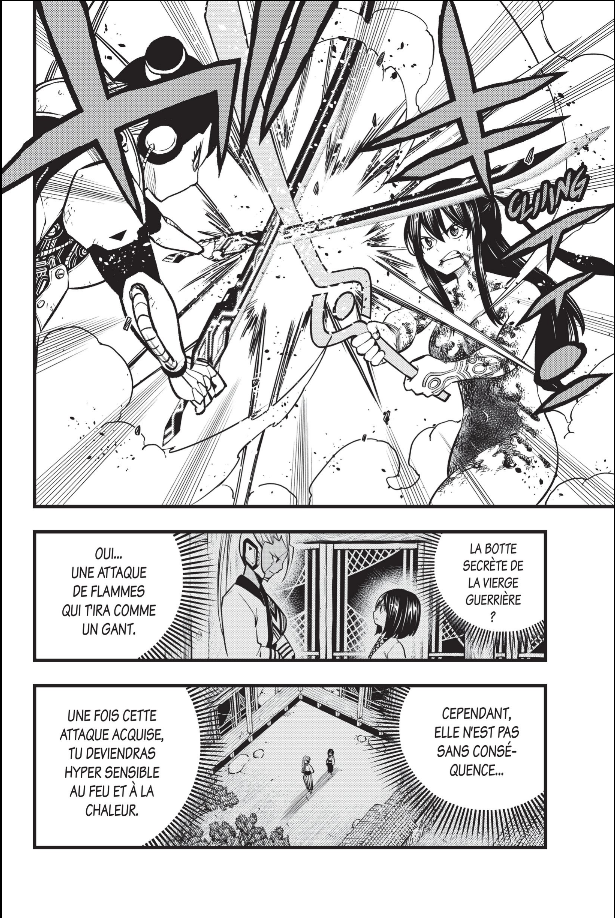 CLIIING
LA BOTTE
SECRÈTE DE
LA VIERGE
GUERRIÈRE
?
OUI...
UNE ATTAQUE
DE FLAMMES
QUI T'IRA COMME
UN GANT.
CEPENDANT,
ELLE N'EST PAS
SANS CONSÉ-
QUENCE...
UNE FOIS CETTE
ATTAQUE ACQUISE,
TU DEVIENDRAS
HYPER SENSIBLE
AU FEU ET À LA
CHALEUR.